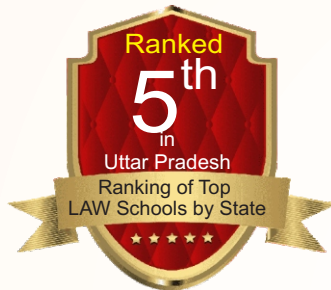 Ranked
5th
in
Uttar Pradesh
Ranking of Top
LAW Schools by State